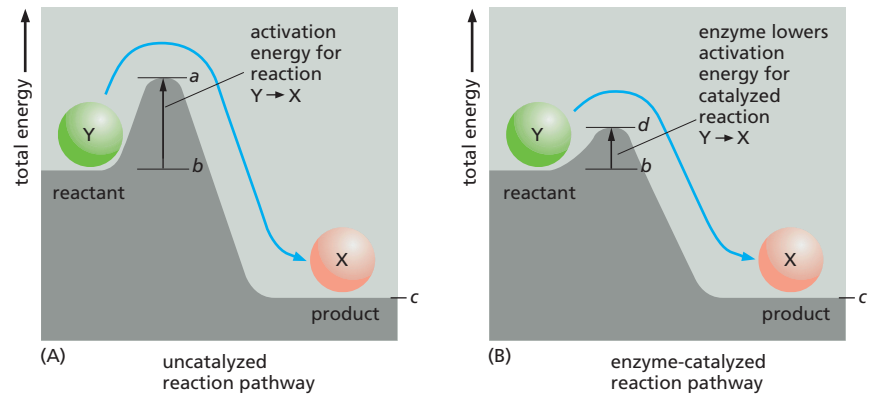 total energy
activation
energy for
reaction
Y → X
a
b
Y
reactant
X
product
c
(A)
uncatalyzed
reaction pathway
total energy
enzyme lowers
activation
energy for
catalyzed
reaction
Y → X
d
b
Y
reactant
X
product
c
(B)
enzyme-catalyzed
reaction pathway